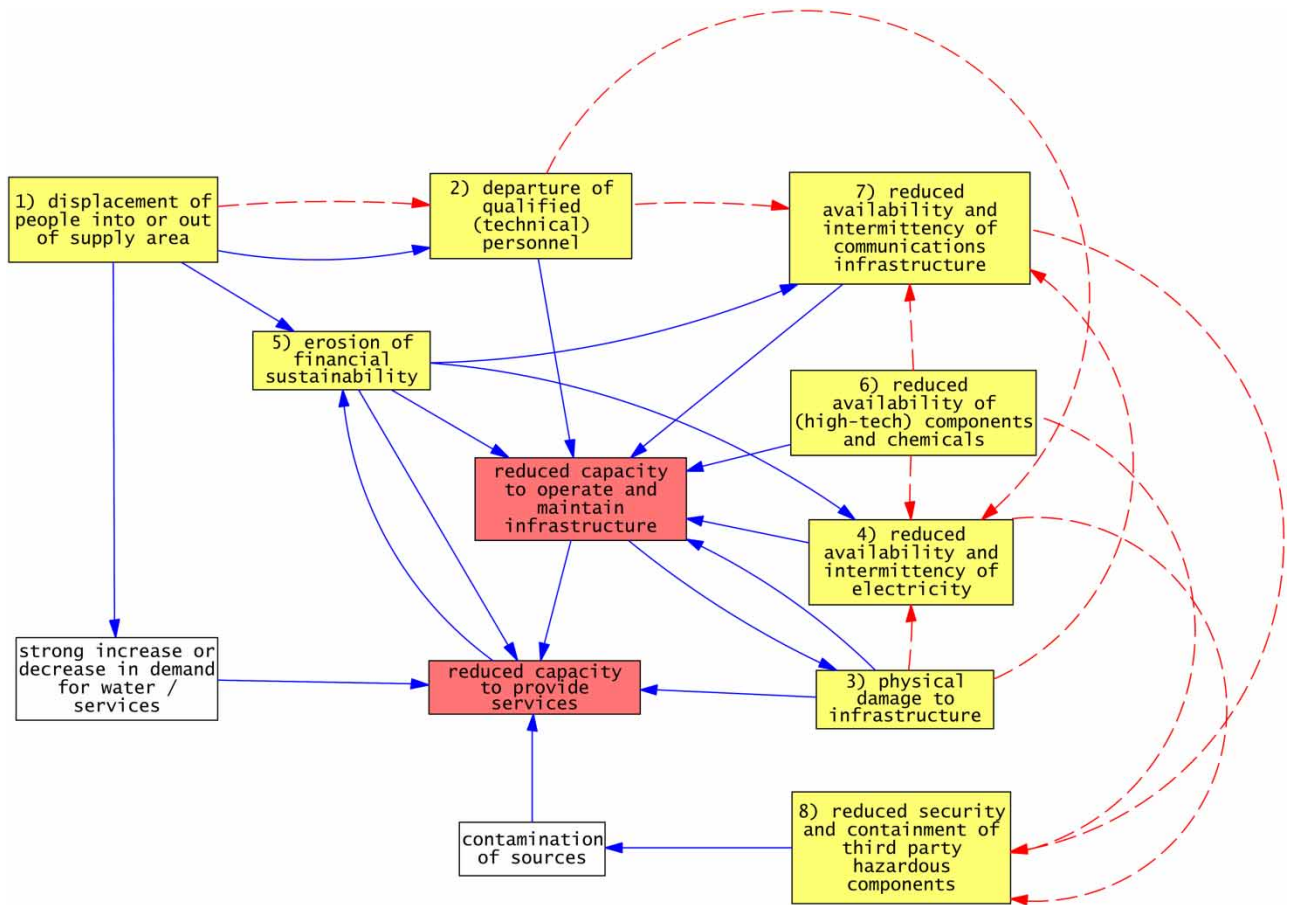 1) displacement of
people into or out
of supply area
2) departure of
qualified
(technical)
personnel
7) reduced
availability and
intermittency of
communications
infrastructure
5) erosion of
financial
sustainability
6) reduced
availability of
(high-tech) components
and chemicals
reduced capacity
to operate and
maintain
infrastructure
4) reduced
availability and
intermittency of
electricity
strong increase or
decrease in demand
for water /
services
reduced capacity
to provide
services
3) physical
damage to
infrastructure
contamination
of sources
8) reduced security
and containment of
third party
hazardous
components